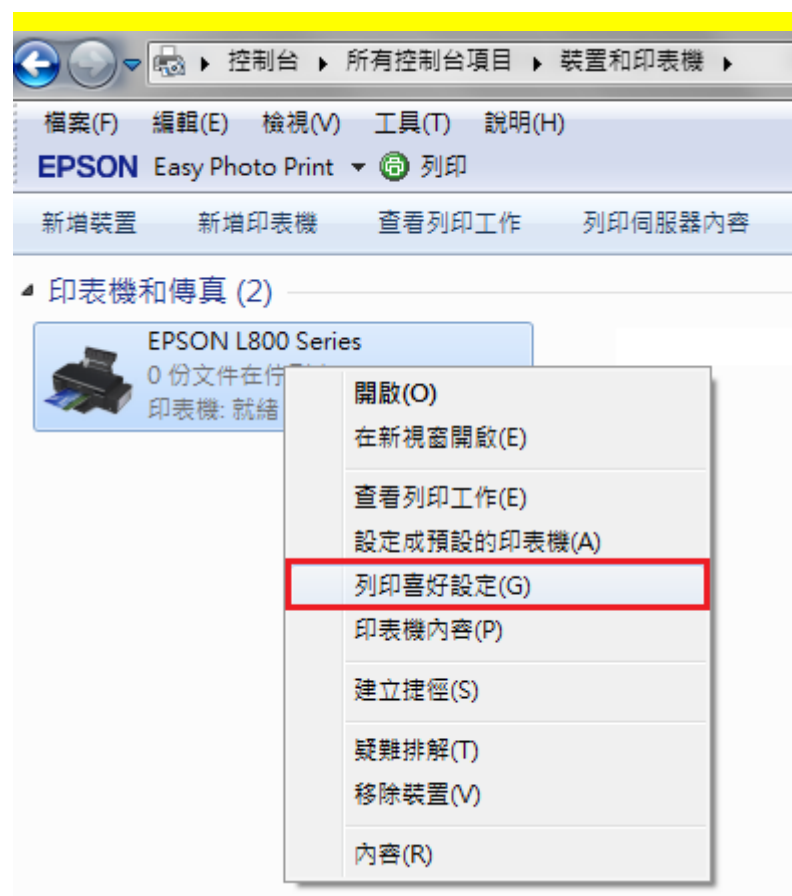 控制台 ▸ 所有控制台項目 ▸ 裝置和印表機 ▸
檔案(F) 編輯(E) 檢視(V) 工具(T) 說明(H)
EPSON Easy Photo Print 列印
新增裝置 新增印表機 查看列印工作 列印伺服器內容
印表機和傳真 (2)
EPSON L800 Series
0 份文件在佇
印表機: 就緒
開啟(O)
在新視窗開啟(E)
查看列印工作(E)
設定成預設的印表機(A)
列印喜好設定(G)
印表機內容(P)
建立捷徑(S)
疑難排解(T)
移除裝置(V)
內容(R)